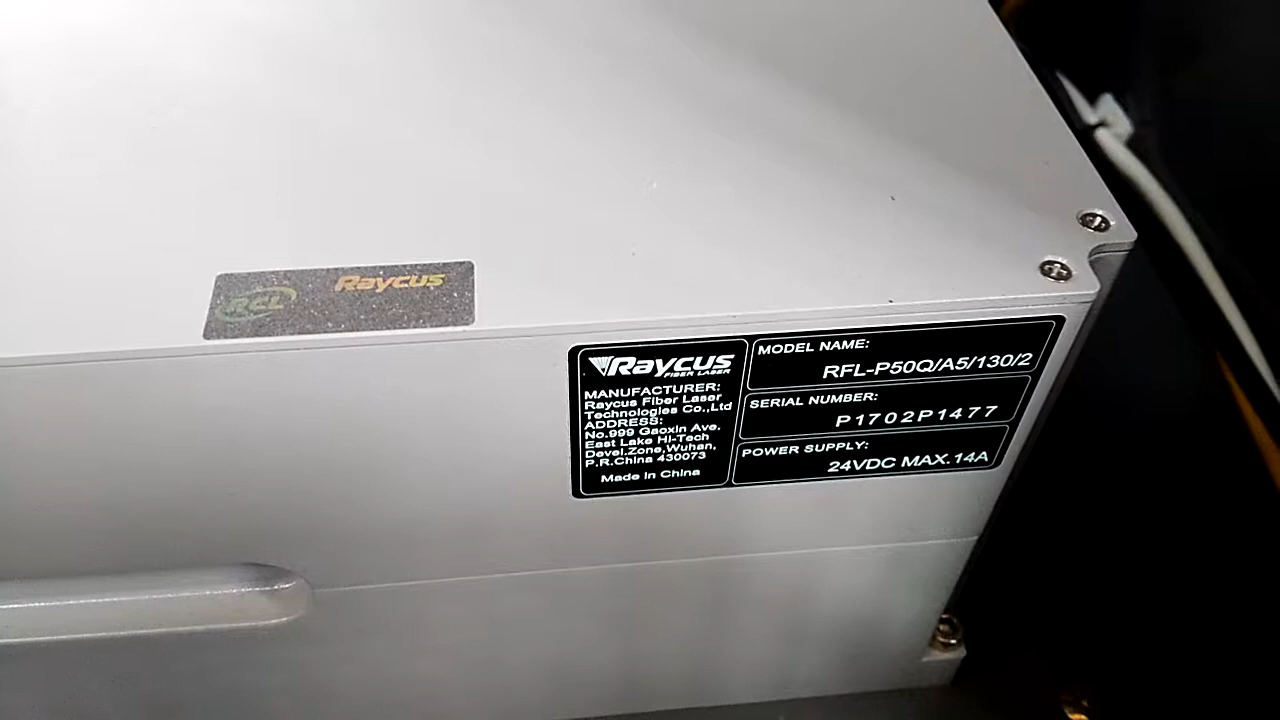 RCL
Raycus
Raycus
FIBER LASER
MANUFACTURER:
Raycus Fiber Laser
Technologies Co.,Ltd
ADDRESS:
No.999 Gaoxin Ave.
East Lake Hi-Tech
Devel.Zone,Wuhan,
P.R.China 430073
Made in China
MODEL NAME:
RFL-P50Q/A5/130/2
SERIAL NUMBER:
P1702P1477
POWER SUPPLY:
24VDC MAX.14A